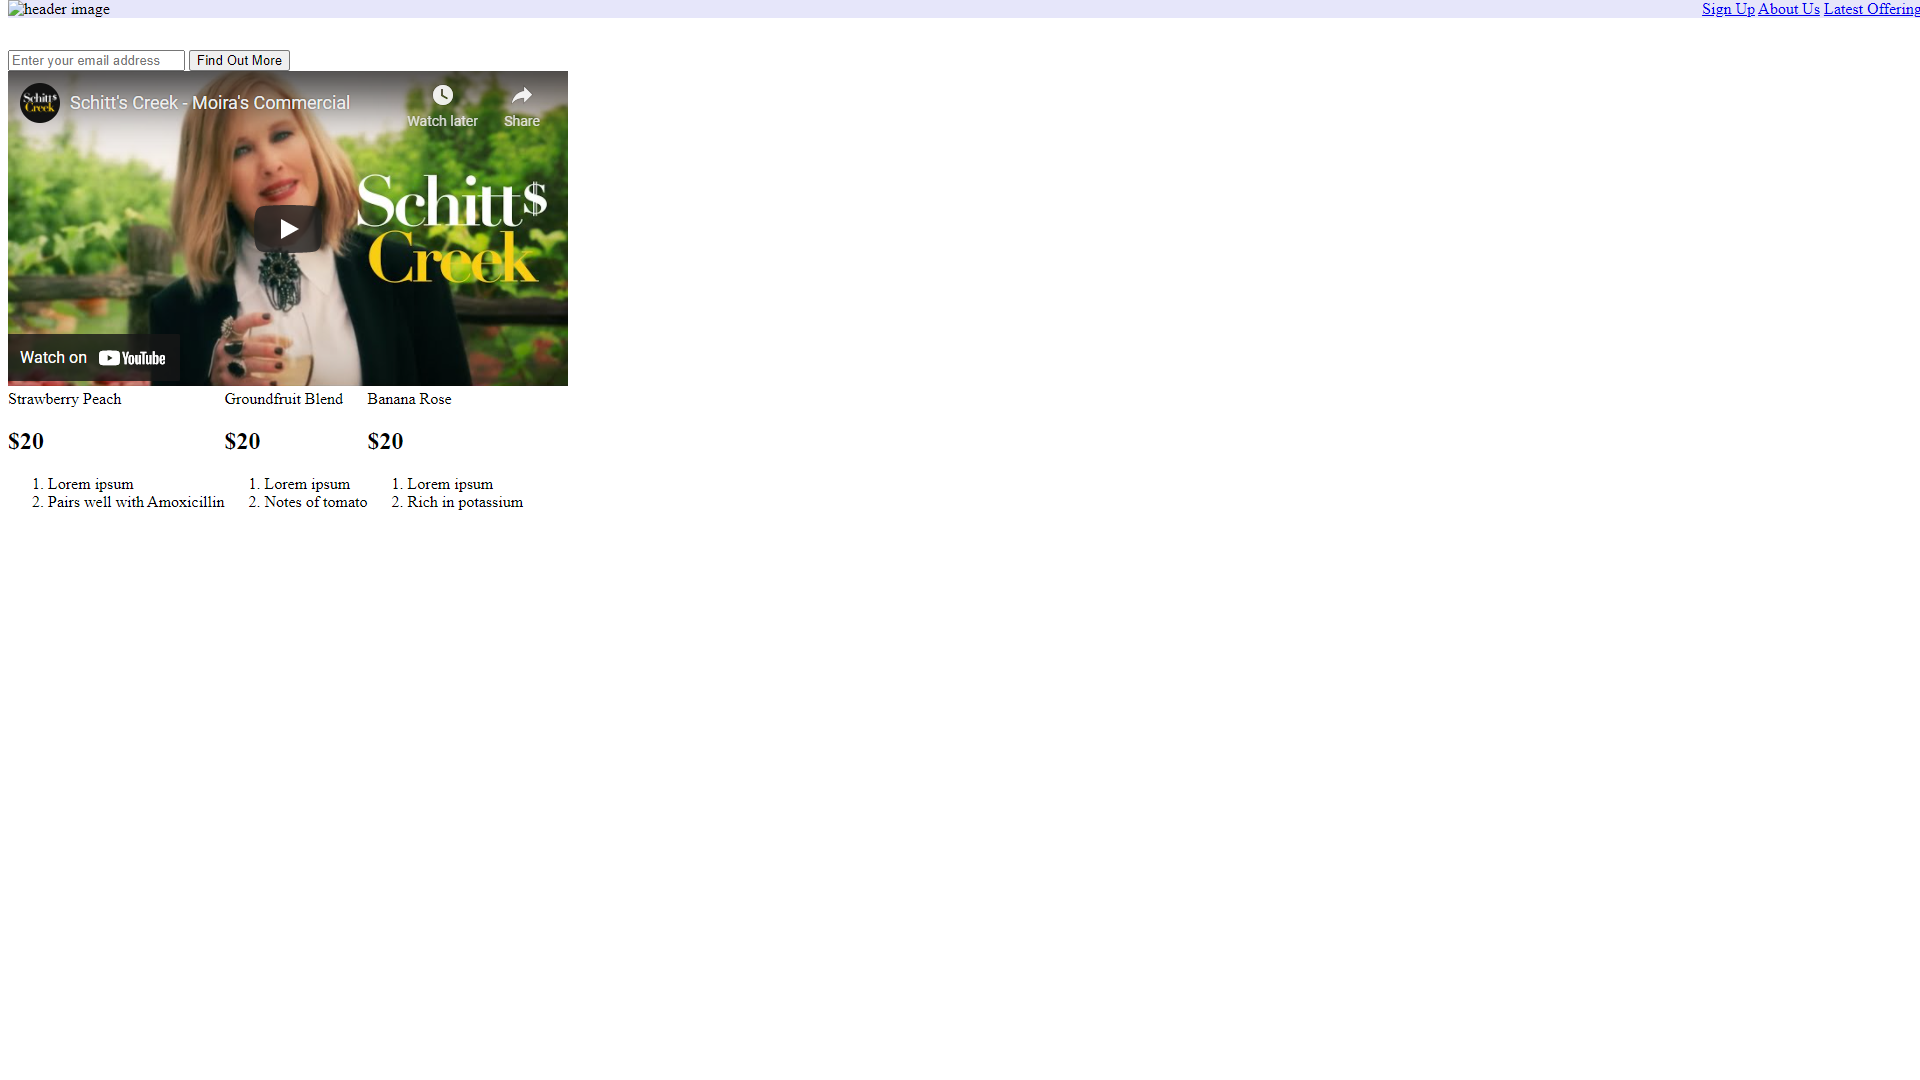 header image
Sign Up About Us Latest Offering
Enter your email address Find Out More
Schitt$ Creek
Schitt's Creek - Moira's Commercial
Watch later Share
Schitt$
Creek
Watch on YouTube
Strawberry Peach Groundfruit Blend Banana Rose
$20 $20 $20
1. Lorem ipsum 1. Lorem ipsum 1. Lorem ipsum
2. Pairs well with Amoxicillin 2. Notes of tomato 2. Rich in potassium